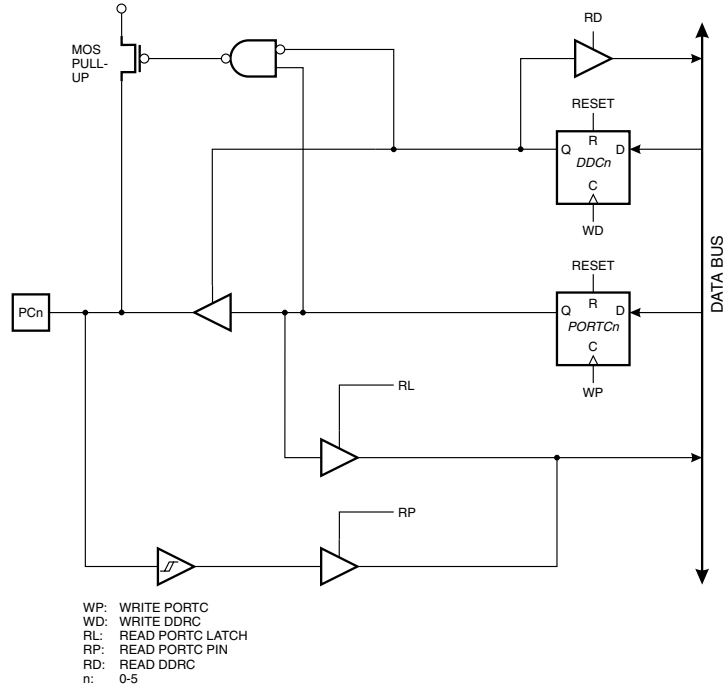 RD
MOS
PULL-
UP
RESET
R
Q
D
DDCn
C
WD
DATA BUS
RESET
R
PCn
Q
D
PORTCn
C
WP
RL
RP
WP: WRITE PORTC
WD: WRITE DDRC
RL: READ PORTC LATCH
RP: READ PORTC PIN
RD: READ DDRC
n: 0-5